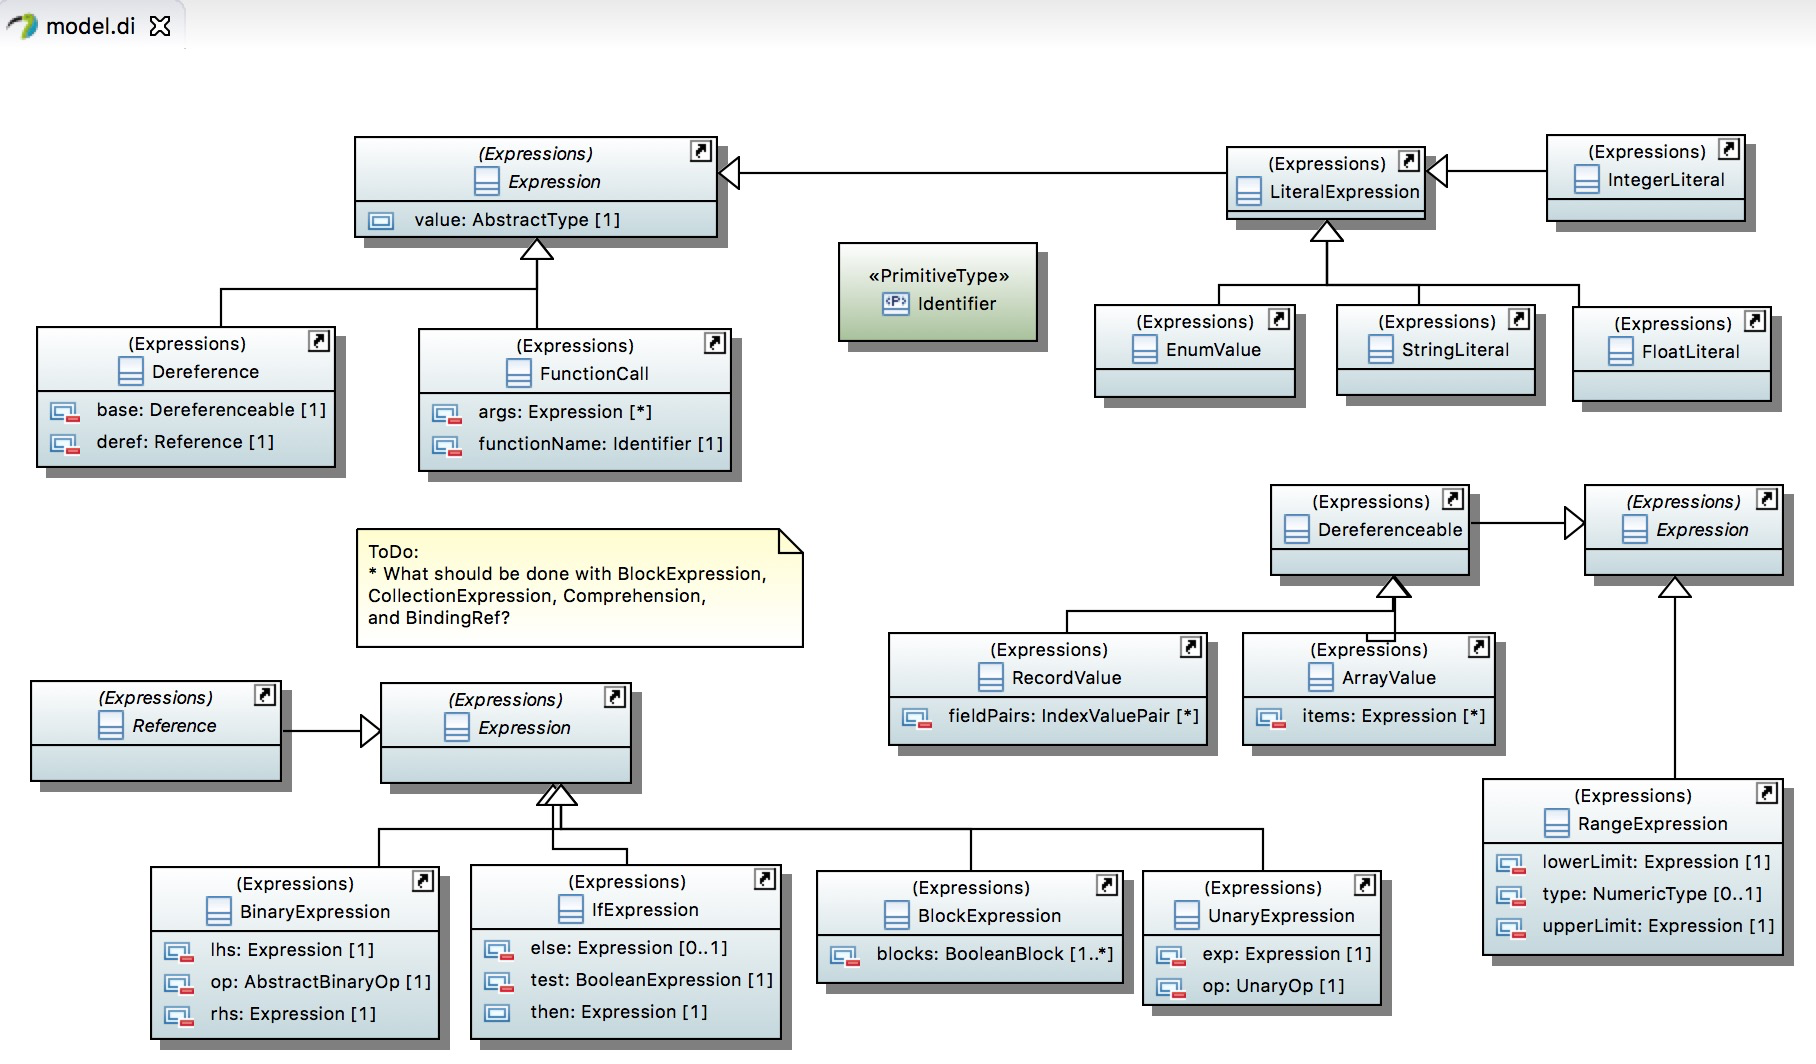 model.di
(Expressions)
Expression
value: AbstractType [1]
(Expressions)
LiteralExpression
(Expressions)
IntegerLiteral
«PrimitiveType»
<P> Identifier
(Expressions)
Dereference
base: Dereferenceable [1]
deref: Reference [1]
(Expressions)
FunctionCall
args: Expression [*]
functionName: Identifier [1]
(Expressions)
EnumValue
(Expressions)
StringLiteral
(Expressions)
FloatLiteral
ToDo:
* What should be done with BlockExpression,
CollectionExpression, Comprehension,
and BindingRef?
(Expressions)
Dereferenceable
(Expressions)
Expression
(Expressions)
RecordValue
fieldPairs: IndexValuePair [*]
(Expressions)
ArrayValue
items: Expression [*]
(Expressions)
Reference
(Expressions)
Expression
(Expressions)
RangeExpression
lowerLimit: Expression [1]
type: NumericType [0..1]
upperLimit: Expression [1]
(Expressions)
BinaryExpression
lhs: Expression [1]
op: AbstractBinaryOp [1]
rhs: Expression [1]
(Expressions)
IfExpression
else: Expression [0..1]
test: BooleanExpression [1]
then: Expression [1]
(Expressions)
BlockExpression
blocks: BooleanBlock [1..*]
(Expressions)
UnaryExpression
exp: Expression [1]
op: UnaryOp [1]